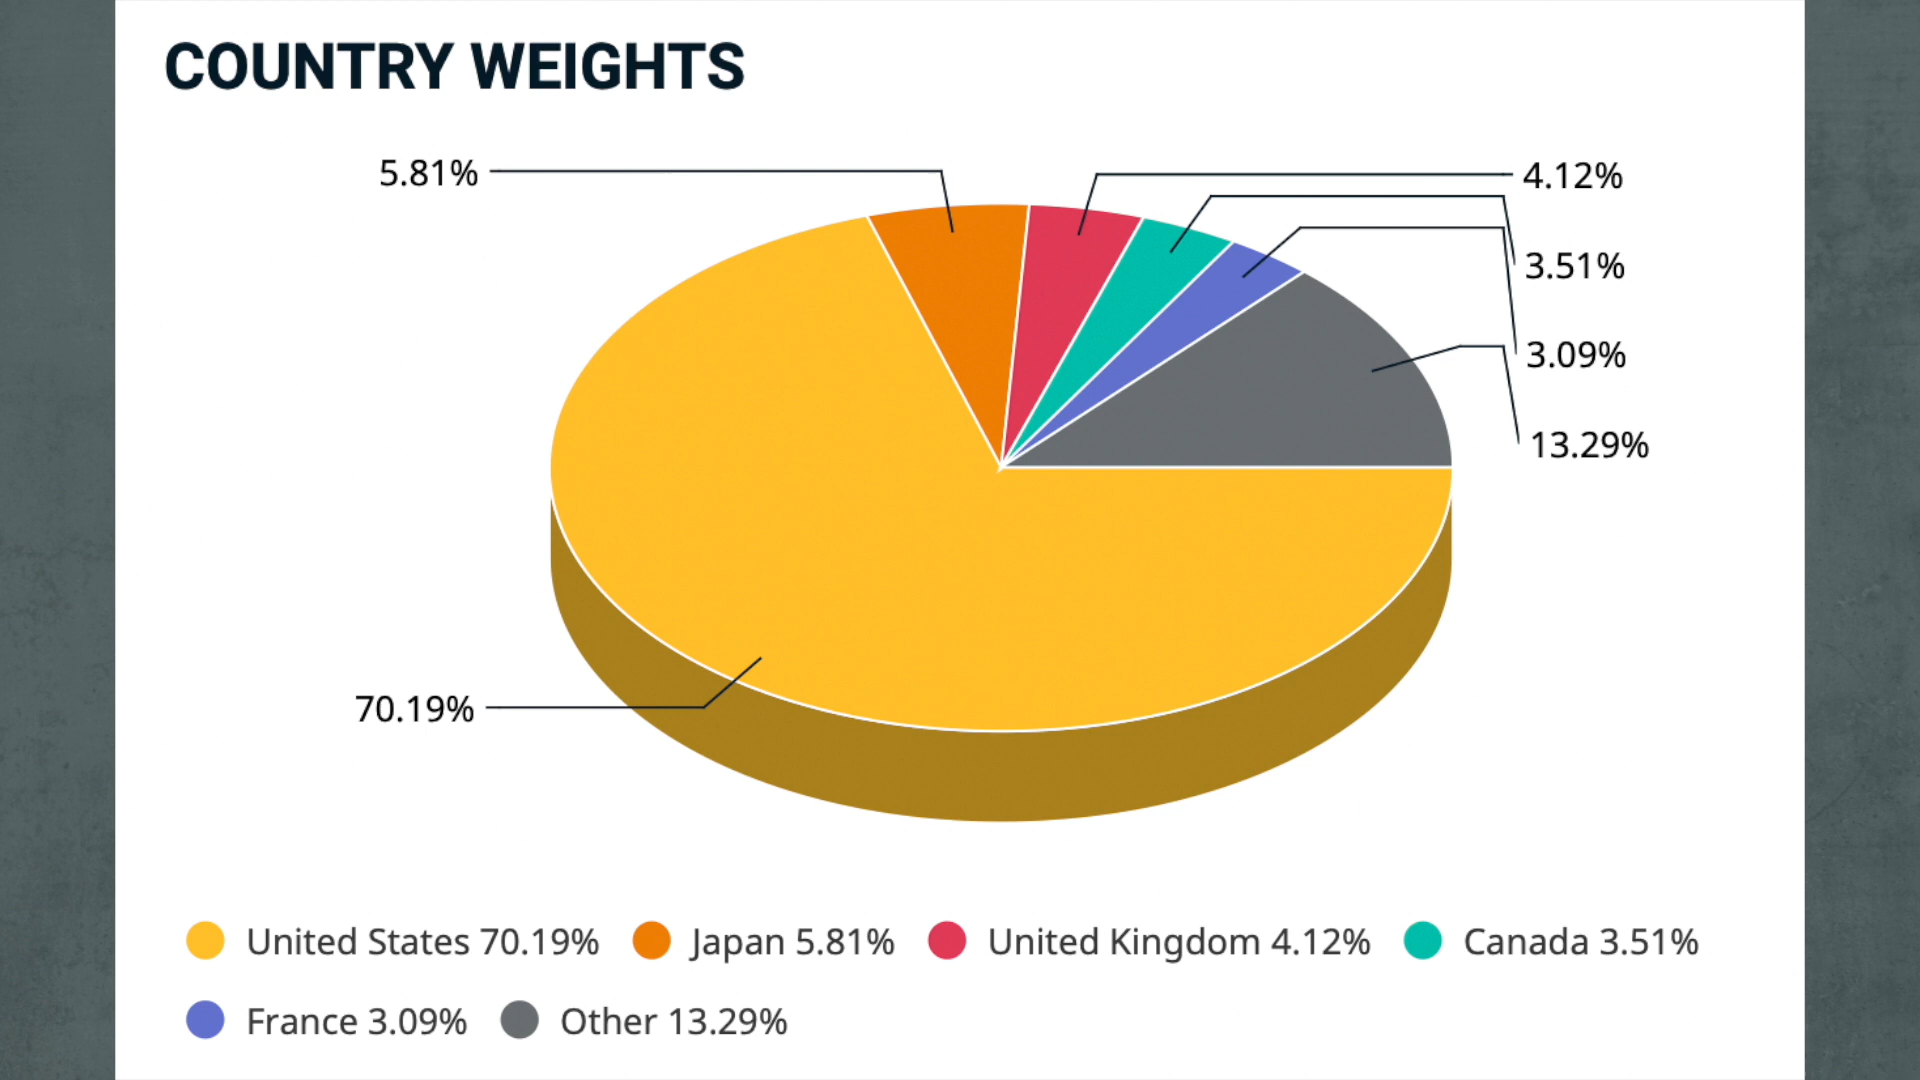 COUNTRY WEIGHTS
5.81%
4.12%
3.51%
3.09%
13.29%
70.19%
United States 70.19% Japan 5.81% United Kingdom 4.12% Canada 3.51%
France 3.09% Other 13.29%